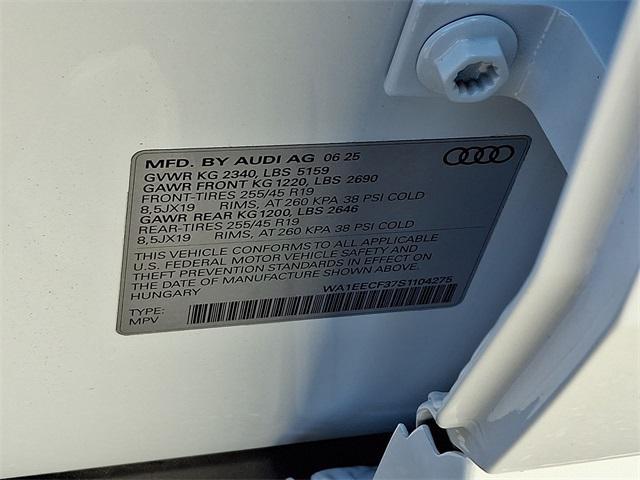 MFD. BY AUDI AG 06 25
GVWR KG 2340, LBS 5159
GAWR FRONT KG 1220, LBS 2690
FRONT-TIRES 255/45 R19
8,5JX19 RIMS, AT 260 KPA 38 PSI COLD
GAWR REAR KG 1200, LBS 2646
REAR-TIRES 255/45 R19
8,5JX19 RIMS, AT 260 KPA 38 PSI COLD
THIS VEHICLE CONFORMS TO ALL APPLICABLE
U.S. FEDERAL MOTOR VEHICLE SAFETY AND
THEFT PREVENTION STANDARDS IN EFFECT ON
THE DATE OF MANUFACTURE SHOWN ABOVE.
HUNGARY WA1EECF37S1104275
TYPE:
MPV